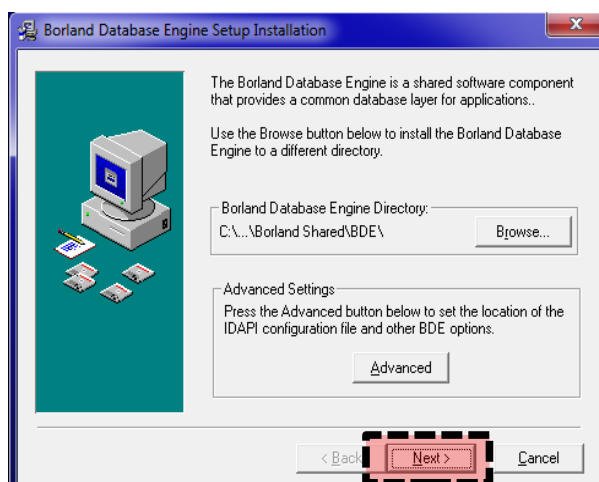 Borland Database Engine Setup Installation
The Borland Database Engine is a shared software component
that provides a common database layer for applications..
Use the Browse button below to install the Borland Database
Engine to a different directory.
Borland Database Engine Directory:
C:\...\Borland Shared\BDE\
Browse...
Advanced Settings
Press the Advanced button below to set the location of the
IDAPI configuration file and other BDE options.
Advanced
< Back
Next >
Cancel